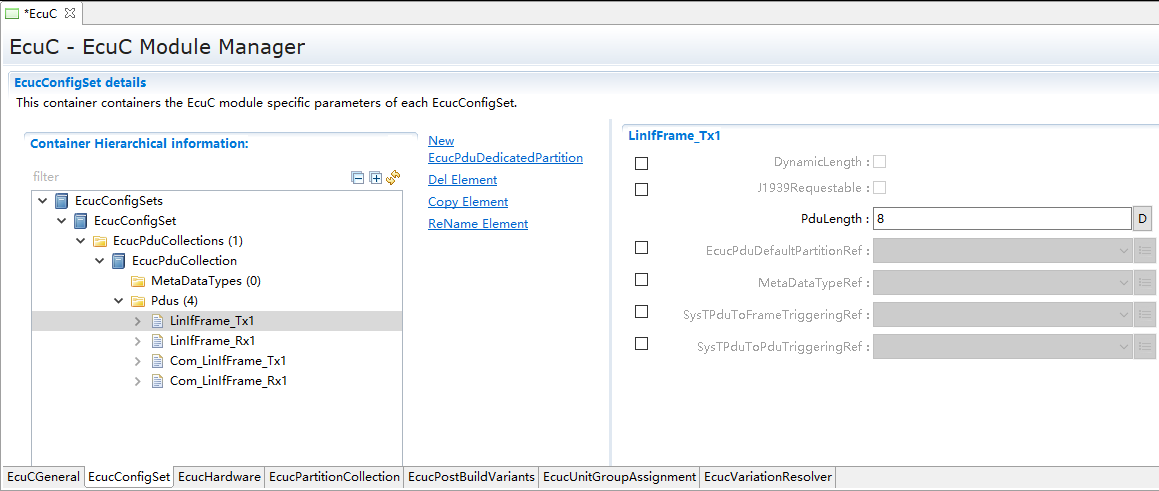 *EcuC
EcuC - EcuC Module Manager
EcucConfigSet details
This container containers the EcuC module specific parameters of each EcucConfigSet.
Container Hierarchical information:
filter
EcucConfigSets
EcucConfigSet
EcucPduCollections (1)
EcucPduCollection
MetaDataTypes (0)
Pdus (4)
LinIfFrame_Tx1
LinIfFrame_Rx1
Com_LinIfFrame_Tx1
Com_LinIfFrame_Rx1
New
EcucPduDedicatedPartition
Del Element
Copy Element
ReName Element
LinIfFrame_Tx1
DynamicLength :
J1939Requestable :
PduLength : 8 D
EcucPduDefaultPartitionRef :
MetaDataTypeRef :
SysTPduToFrameTriggeringRef :
SysTPduToPduTriggeringRef :
EcuCGeneral EcucConfigSet EcucHardware EcucPartitionCollection EcucPostBuildVariants EcucUnitGroupAssignment EcucVariationResolver